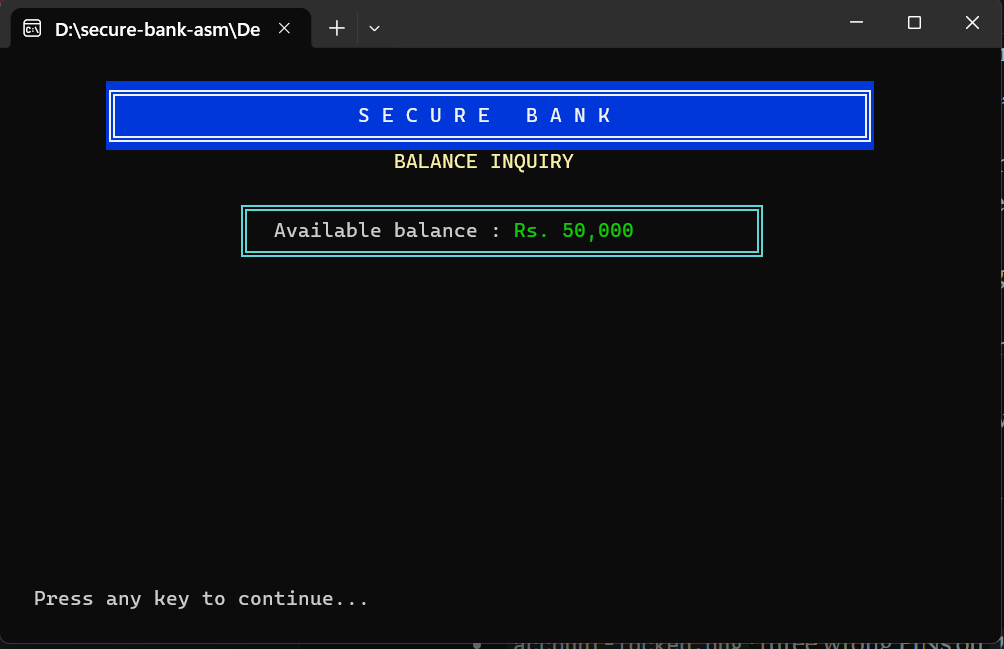 D:\secure-bank-asm\De
S E C U R E   B A N K
BALANCE INQUIRY
Available balance : Rs. 50,000
Press any key to continue...